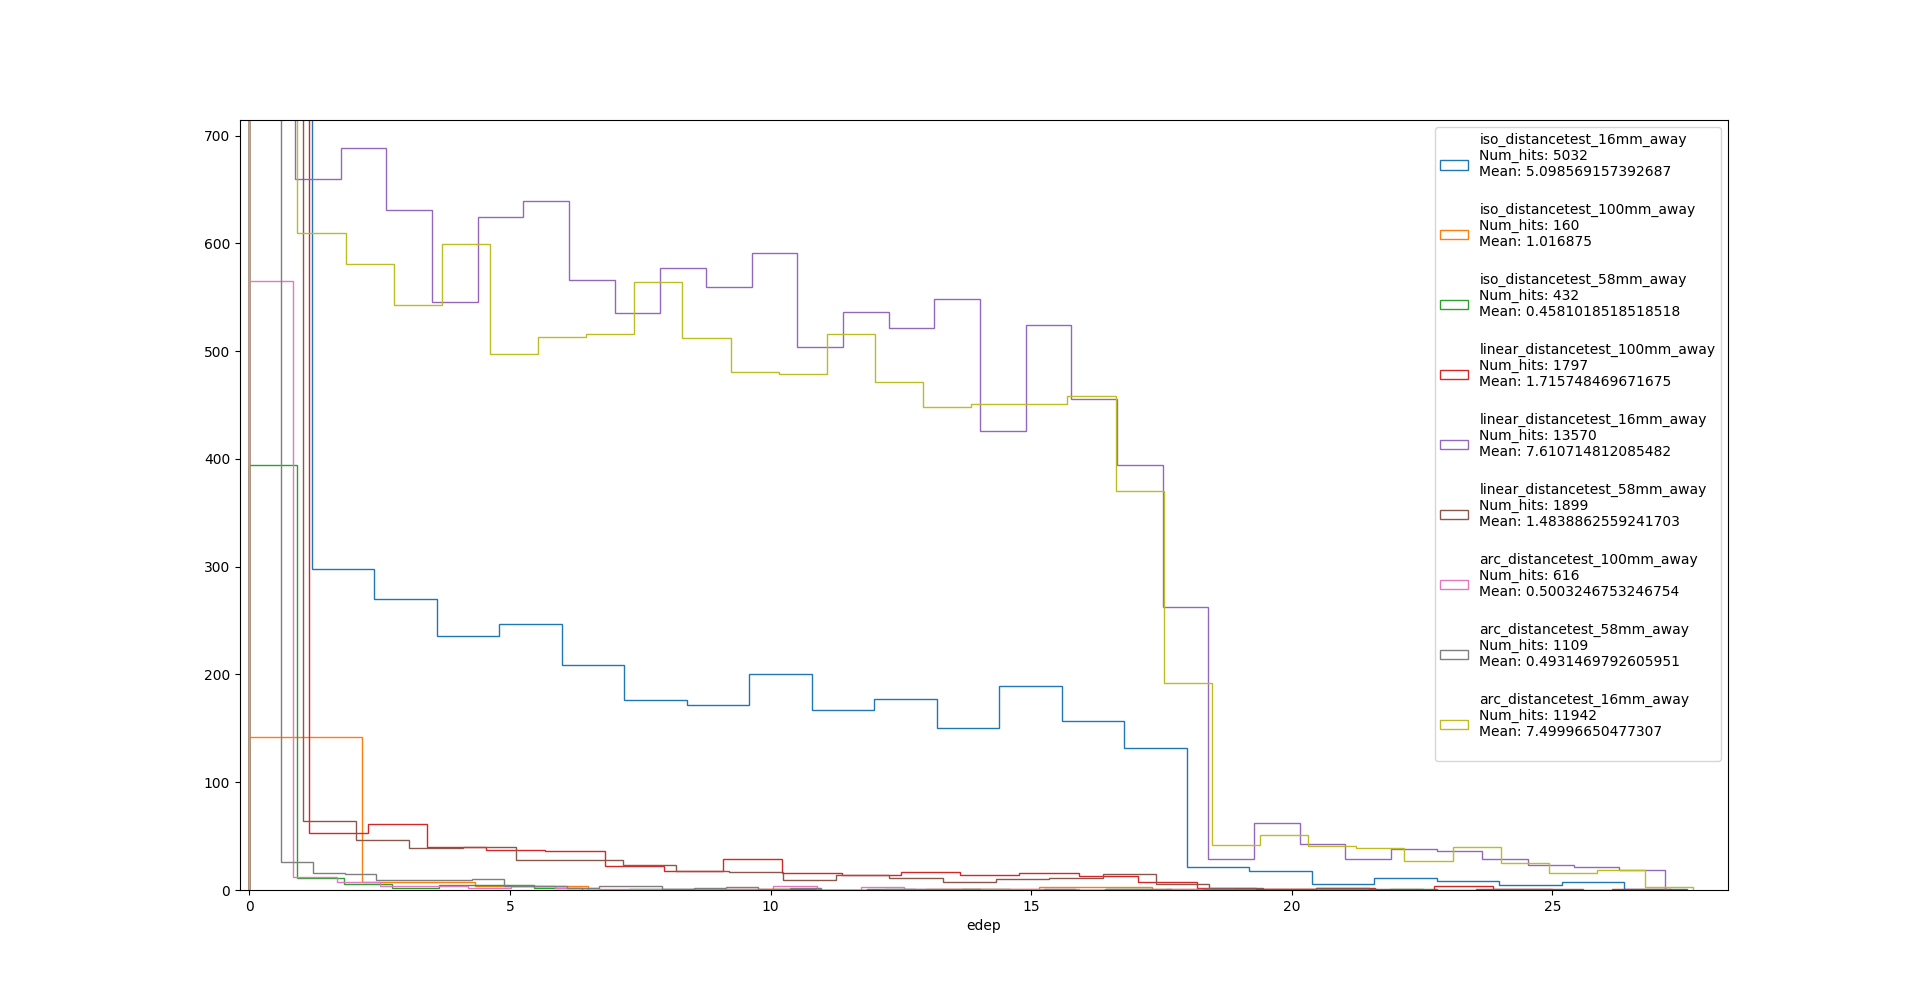 700
600
500
400
300
200
100
0
0 5 10 15 20 25
edep
iso_distancetest_16mm_away
Num_hits: 5032
Mean: 5.098569157392687
iso_distancetest_100mm_away
Num_hits: 160
Mean: 1.016875
iso_distancetest_58mm_away
Num_hits: 432
Mean: 0.4581018518518518
linear_distancetest_100mm_away
Num_hits: 1797
Mean: 1.715748469671675
linear_distancetest_16mm_away
Num_hits: 13570
Mean: 7.610714812085482
linear_distancetest_58mm_away
Num_hits: 1899
Mean: 1.4838862559241703
arc_distancetest_100mm_away
Num_hits: 616
Mean: 0.5003246753246754
arc_distancetest_58mm_away
Num_hits: 1109
Mean: 0.4931469792605951
arc_distancetest_16mm_away
Num_hits: 11942
Mean: 7.49996650477307